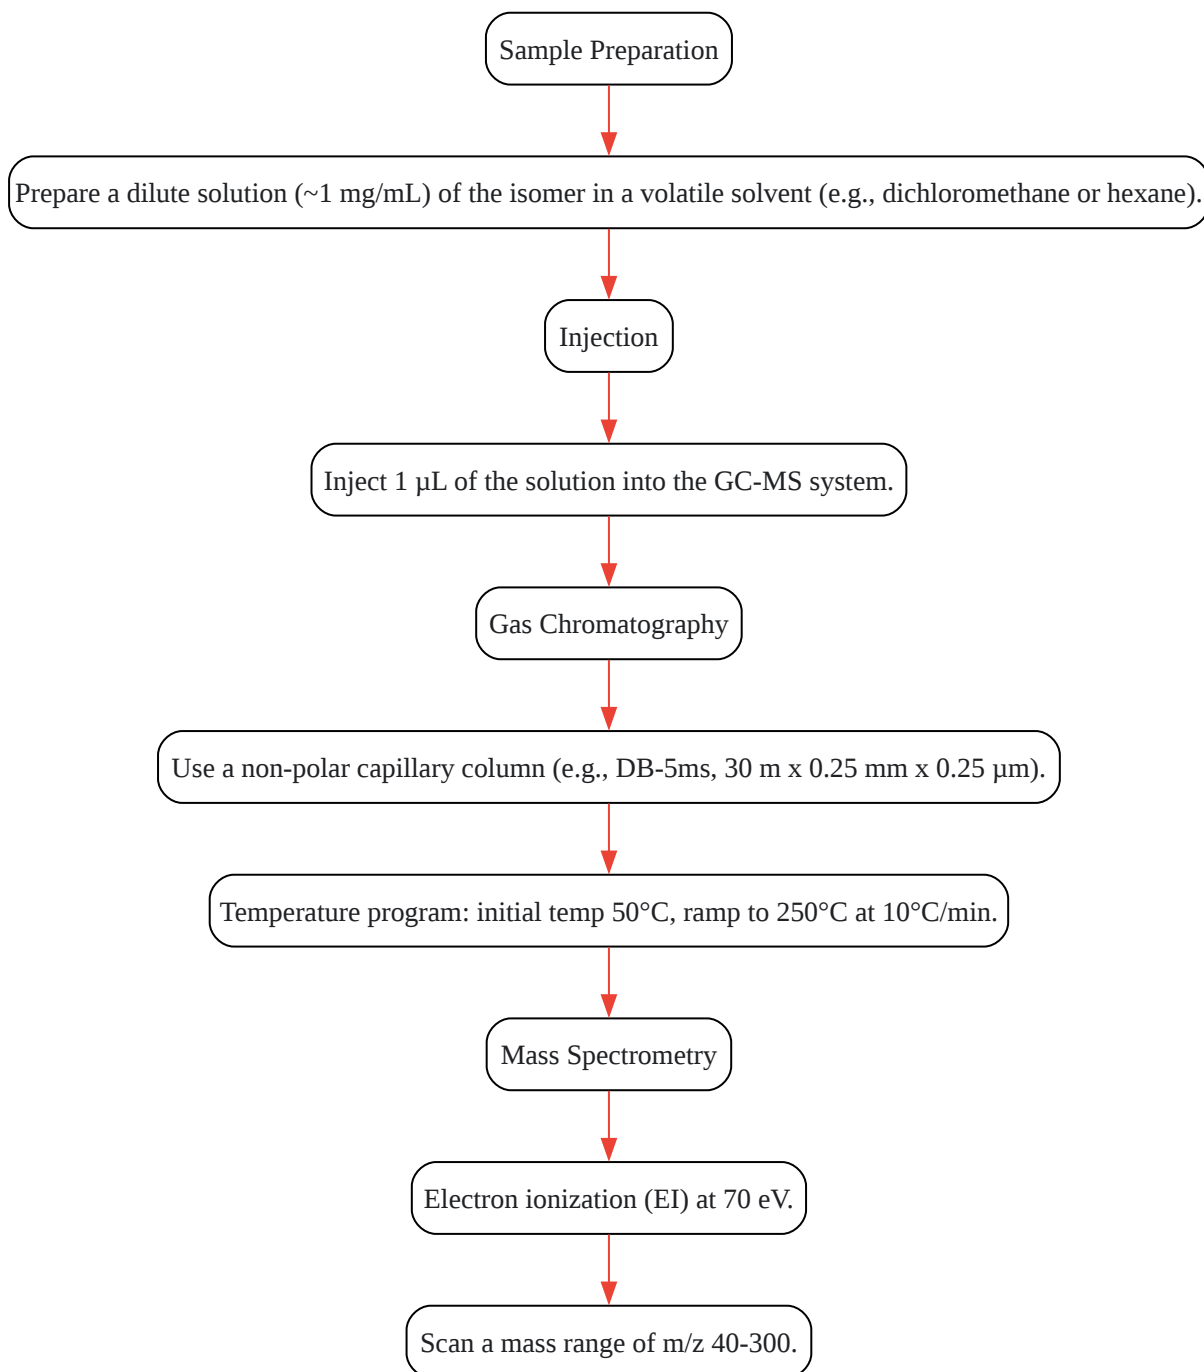 Sample Preparation
Prepare a dilute solution (~1 mg/mL) of the isomer in a volatile solvent (e.g., dichloromethane or hexane).
Injection
Inject 1 µL of the solution into the GC-MS system.
Gas Chromatography
Use a non-polar capillary column (e.g., DB-5ms, 30 m x 0.25 mm x 0.25 µm).
Temperature program: initial temp 50°C, ramp to 250°C at 10°C/min.
Mass Spectrometry
Electron ionization (EI) at 70 eV.
Scan a mass range of m/z 40-300.